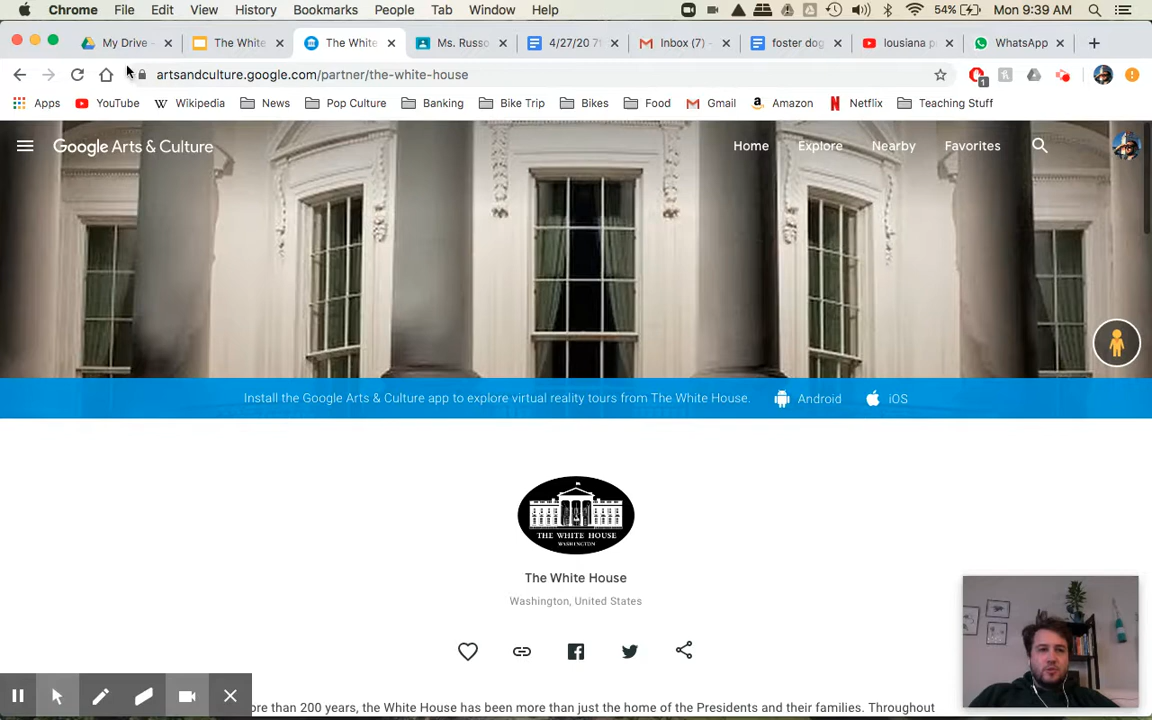 Chrome File Edit View History Bookmarks People Tab Window Help 54% Mon 9:39 AM
My Drive - The White The White Ms. Russo 4/27/20 7t Inbox (7) - foster dog lousiana p WhatsApp
artsandculture.google.com/partner/the-white-house 1
Apps YouTube Wikipedia News Pop Culture Banking Bike Trip Bikes Food Gmail Amazon Netflix Teaching Stuff
Google Arts & Culture Home Explore Nearby Favorites
Install the Google Arts & Culture app to explore virtual reality tours from The White House. Android iOS
THE WHITE HOUSE
WASHINGTON
The White House
Washington, United States
ore than 200 years, the White House has been more than just the home of the Presidents and their families. Throughout